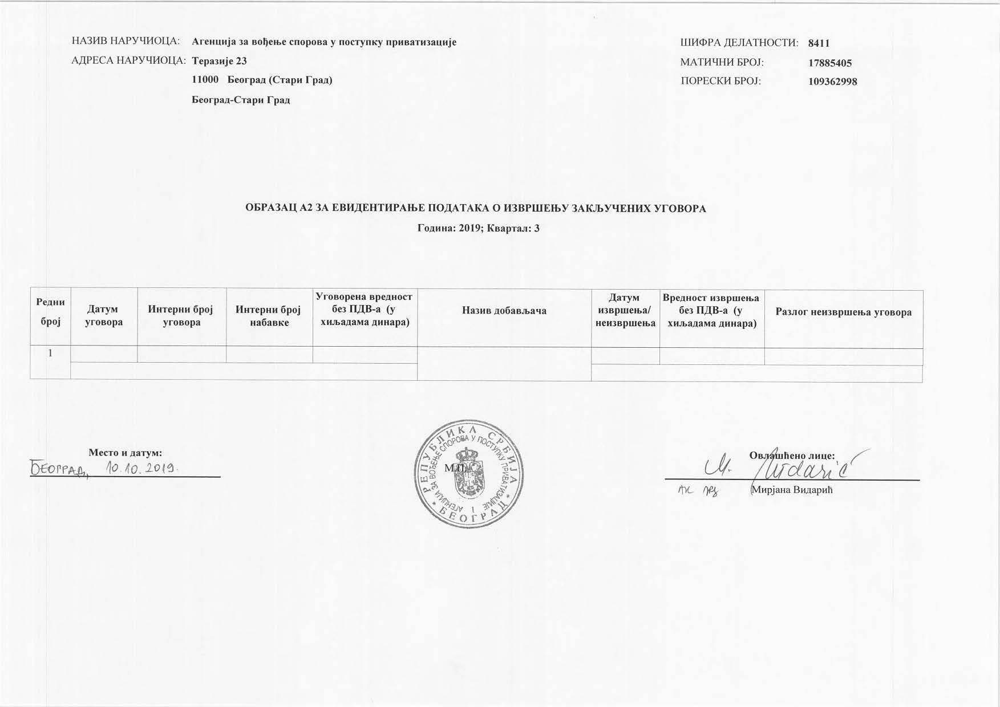 НАЗИВ НАРУЧИОЦА: Агенција за вођење спорова у поступку приватизације
АДРЕСА НАРУЧИОЦА: Теразије 23
11000 Београд (Стари Град)
Београд-Стари Град
ШИФРА ДЕЛАТНОСТИ: 8411
МАТИЧНИ БРОЈ: 17885405
ПОРЕСКИ БРОЈ: 109362998
ОБРАЗАЦ А2 ЗА ЕВИДЕНТИРАЊЕ ПОДАТАКА О ИЗВРШЕЊУ ЗАКЉУЧЕНИХ УГОВОРА
Година: 2019; Квартал: 3
Редни
број
Датум
уговора
Интерни број
уговора
Интерни број
набавке
Уговорена вредност
без ПДВ-а (у
хиљадама динара)
Назив добављача
Датум
извршења/
неизвршења
Вредност извршења
без ПДВ-а (у
хиљадама динара)
Разлог неизвршења уговора
1
Место и датум:
БЕОГРАД, 10.10.2019.
РЕПУБЛИКА СРБИЈА
АГЕНЦИЈА ЗА ВОЂЕЊЕ СПОРОВА У ПОСТУПКУ ПРИВАТИЗАЦИЈЕ
М.П.
I
* БЕОГРАД *
Овлашћено лице:
М. Vidarić
(Мирјана Видарић